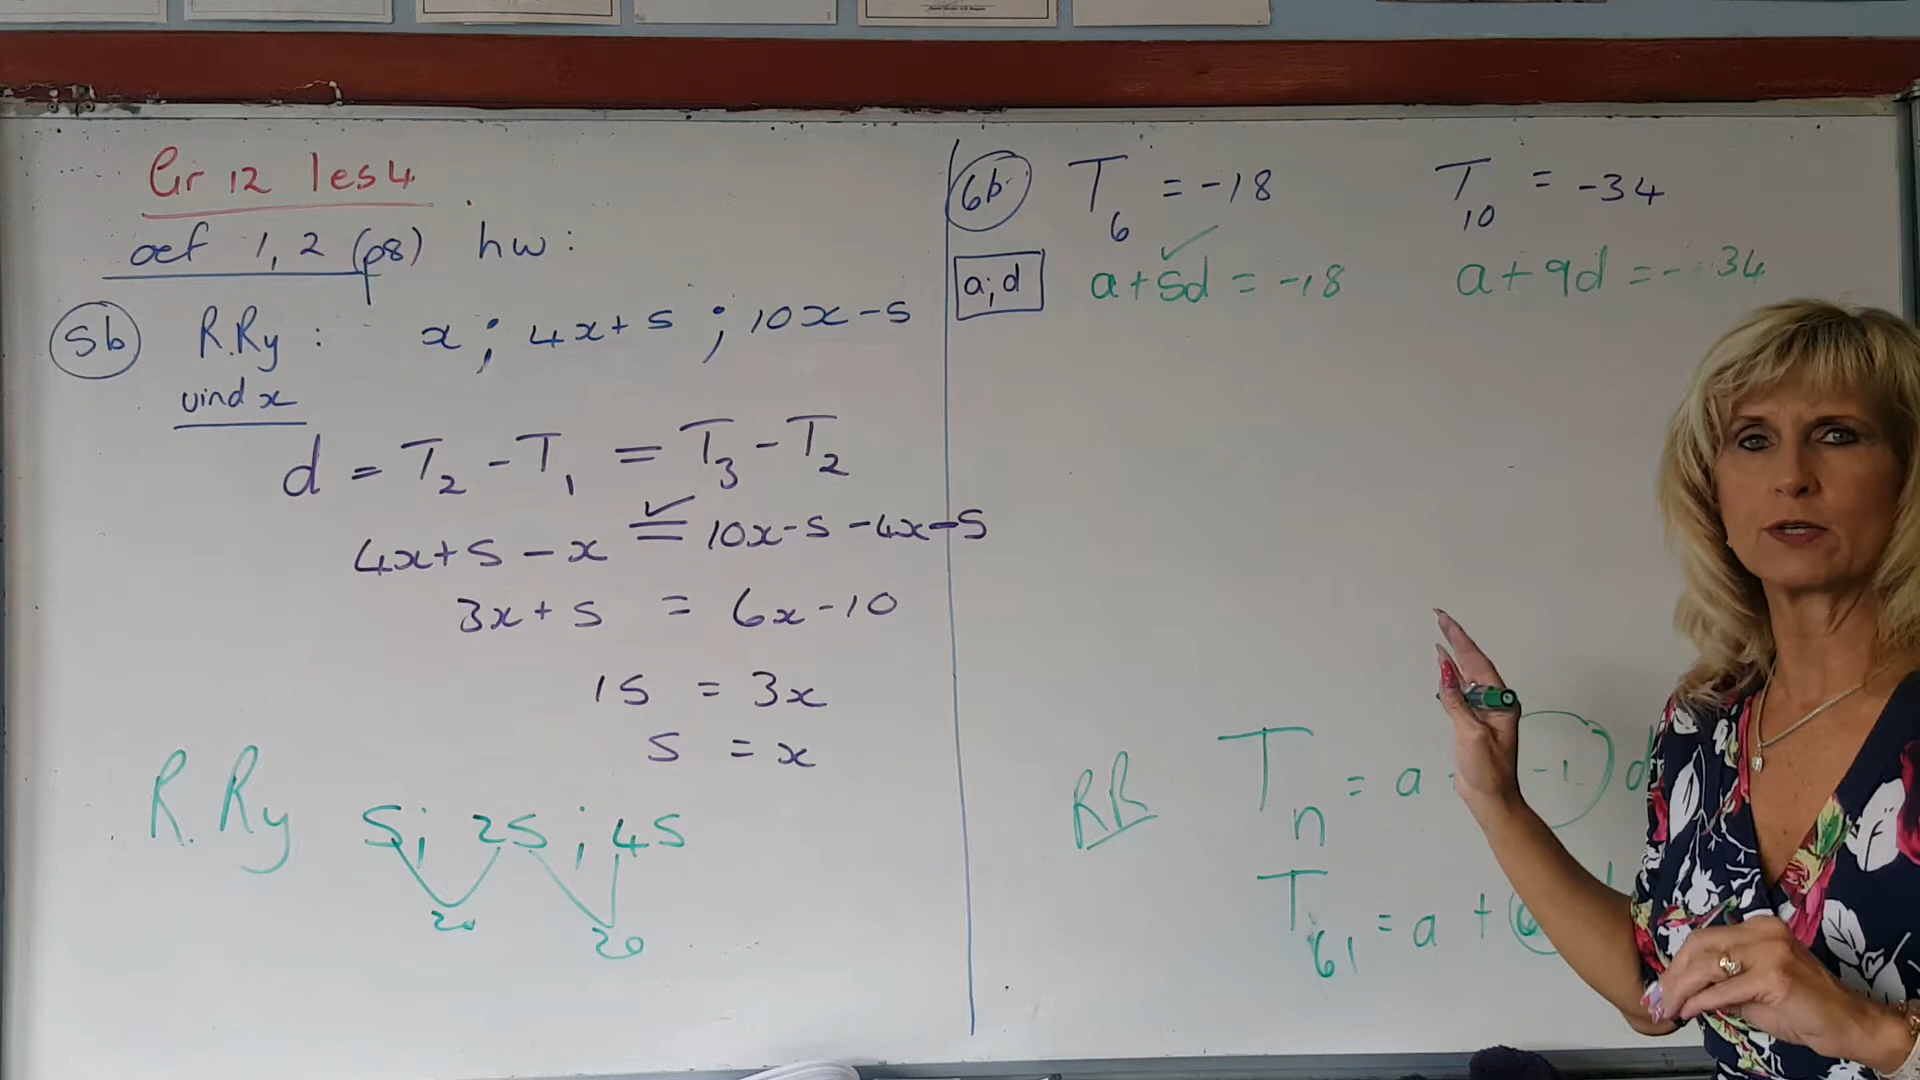 Gr 12 les 4
oef 1, 2 (p8) hw:
5b R.Ry: x; 4x+5; 10x-5
vind x
d = T₂ - T₁ = T₃ - T₂
4x+5-x = 10x-5-4x-5
3x+5 = 6x-10
15 = 3x
5 = x
R.Ry 5; 25; 45
20 20
6b T₆ = -18 T₁₀ = -34
a;d a+5d = -18 a+9d = -34
RR Tₙ = a -1) d
T₆₁ = a +